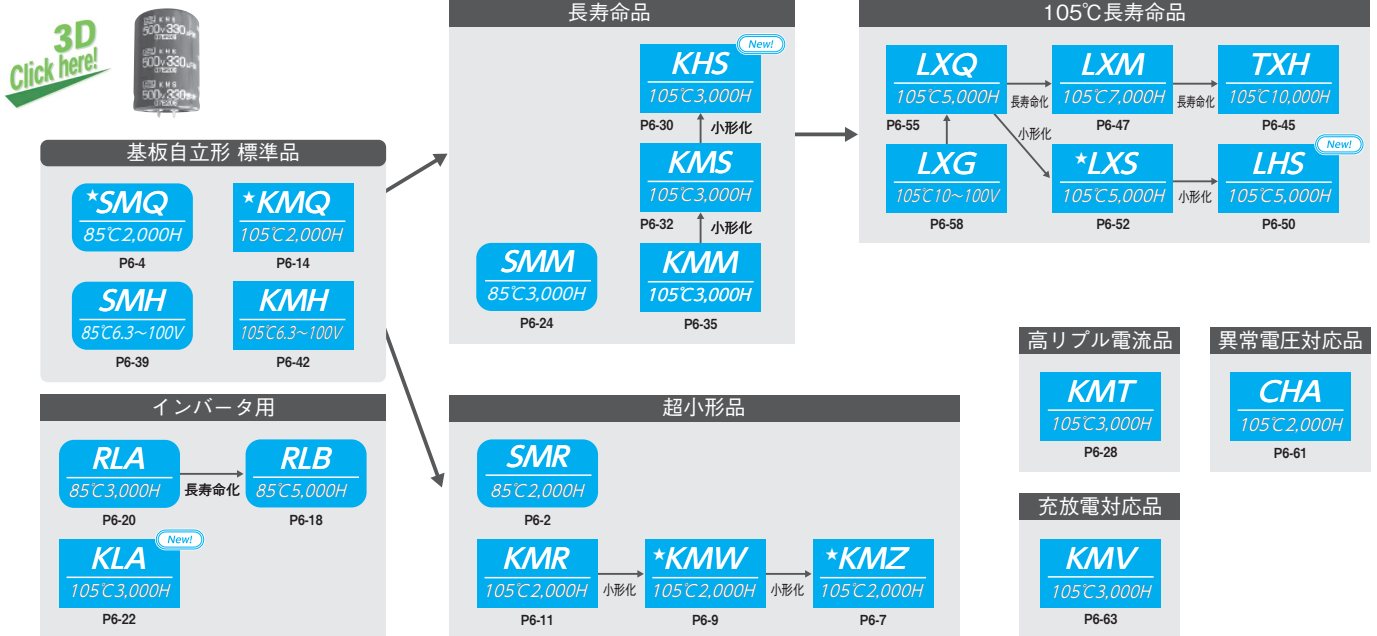 3D
Click here!
KMS
500V330μF
KMS
500V330μF
KMS
500V330μF
基板自立形 標準品
★SMQ
85℃2,000H
P6-4
★KMQ
105℃2,000H
P6-14
SMH
85℃6.3～100V
P6-39
KMH
105℃6.3～100V
P6-42
インバータ用
RLA
85℃3,000H
P6-20
長寿命化
RLB
85℃5,000H
P6-18
New!
KLA
105℃3,000H
P6-22
長寿命品
New!
KHS
105℃3,000H
P6-30
小形化
KMS
105℃3,000H
P6-32
小形化
SMM
85℃3,000H
P6-24
KMM
105℃3,000H
P6-35
超小形品
SMR
85℃2,000H
P6-2
KMR
105℃2,000H
P6-11
小形化
★KMW
105℃2,000H
P6-9
小形化
★KMZ
105℃2,000H
P6-7
105℃長寿命品
LXQ
105℃5,000H
P6-55
長寿命化
LXM
105℃7,000H
P6-47
長寿命化
TXH
105℃10,000H
P6-45
小形化
LXG
105℃10～100V
P6-58
★LXS
105℃5,000H
P6-52
小形化
New!
LHS
105℃5,000H
P6-50
高リプル電流品
KMT
105℃3,000H
P6-28
異常電圧対応品
CHA
105℃2,000H
P6-61
充放電対応品
KMV
105℃3,000H
P6-63